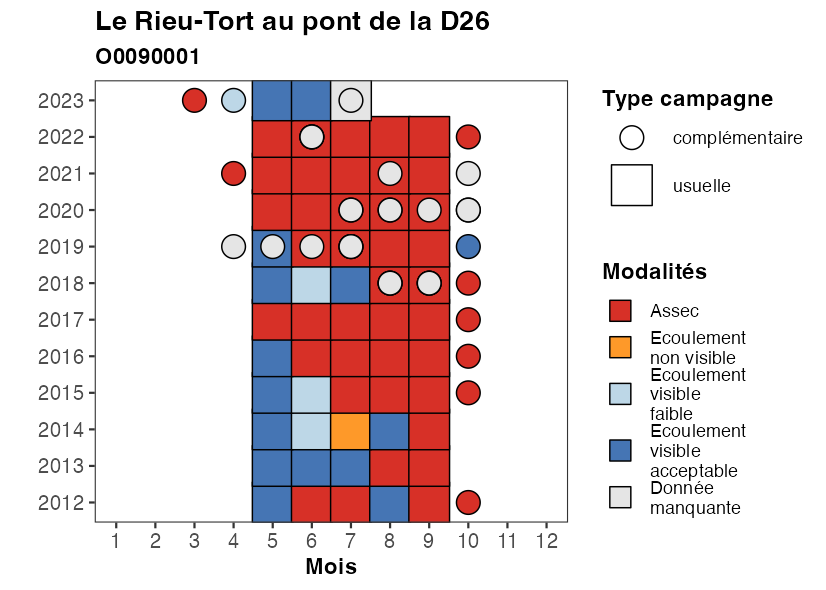 Le Rieu-Tort au pont de la D26
O0090001
2023
2022
2021
2020
2019
2018
2017
2016
2015
2014
2013
2012
1 2 3 4 5 6 7 8 9 10 11 12
Mois
Type campagne
complémentaire
usuelle
Modalités
Assec
Ecoulement
non visible
Ecoulement
visible
faible
Ecoulement
visible
acceptable
Donnée
manquante